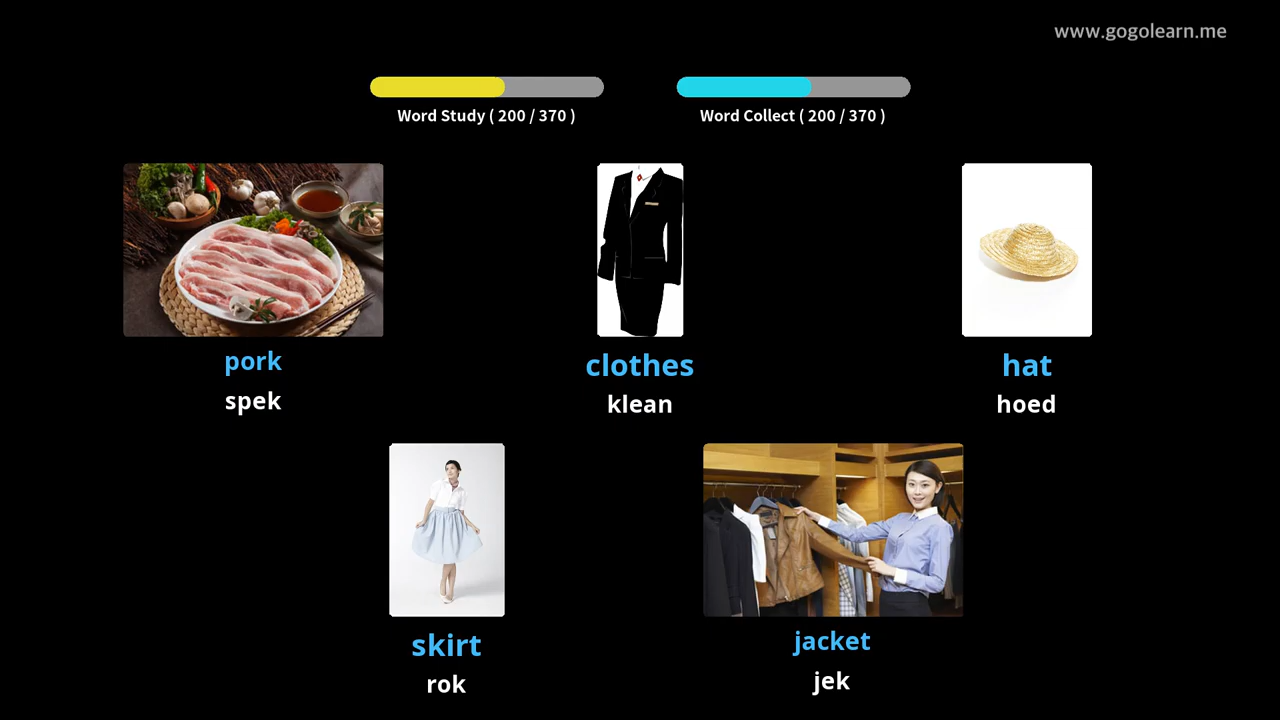 www.gogolearn.me
Word Study ( 200 / 370 )
Word Collect ( 200 / 370 )
pork
spek
clothes
klean
hat
hoed
skirt
rok
jacket
jek